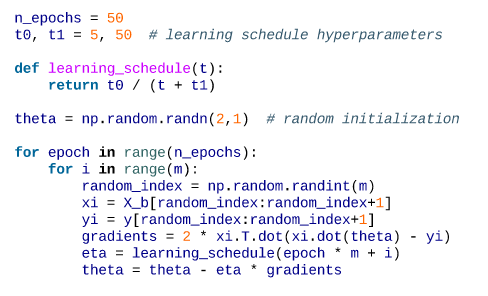 n_epochs = 50
t0, t1 = 5, 50  # learning schedule hyperparameters

def learning_schedule(t):
    return t0 / (t + t1)

theta = np.random.randn(2,1)  # random initialization

for epoch in range(n_epochs):
    for i in range(m):
        random_index = np.random.randint(m)
        xi = X_b[random_index:random_index+1]
        yi = y[random_index:random_index+1]
        gradients = 2 * xi.T.dot(xi.dot(theta) - yi)
        eta = learning_schedule(epoch * m + i)
        theta = theta - eta * gradients